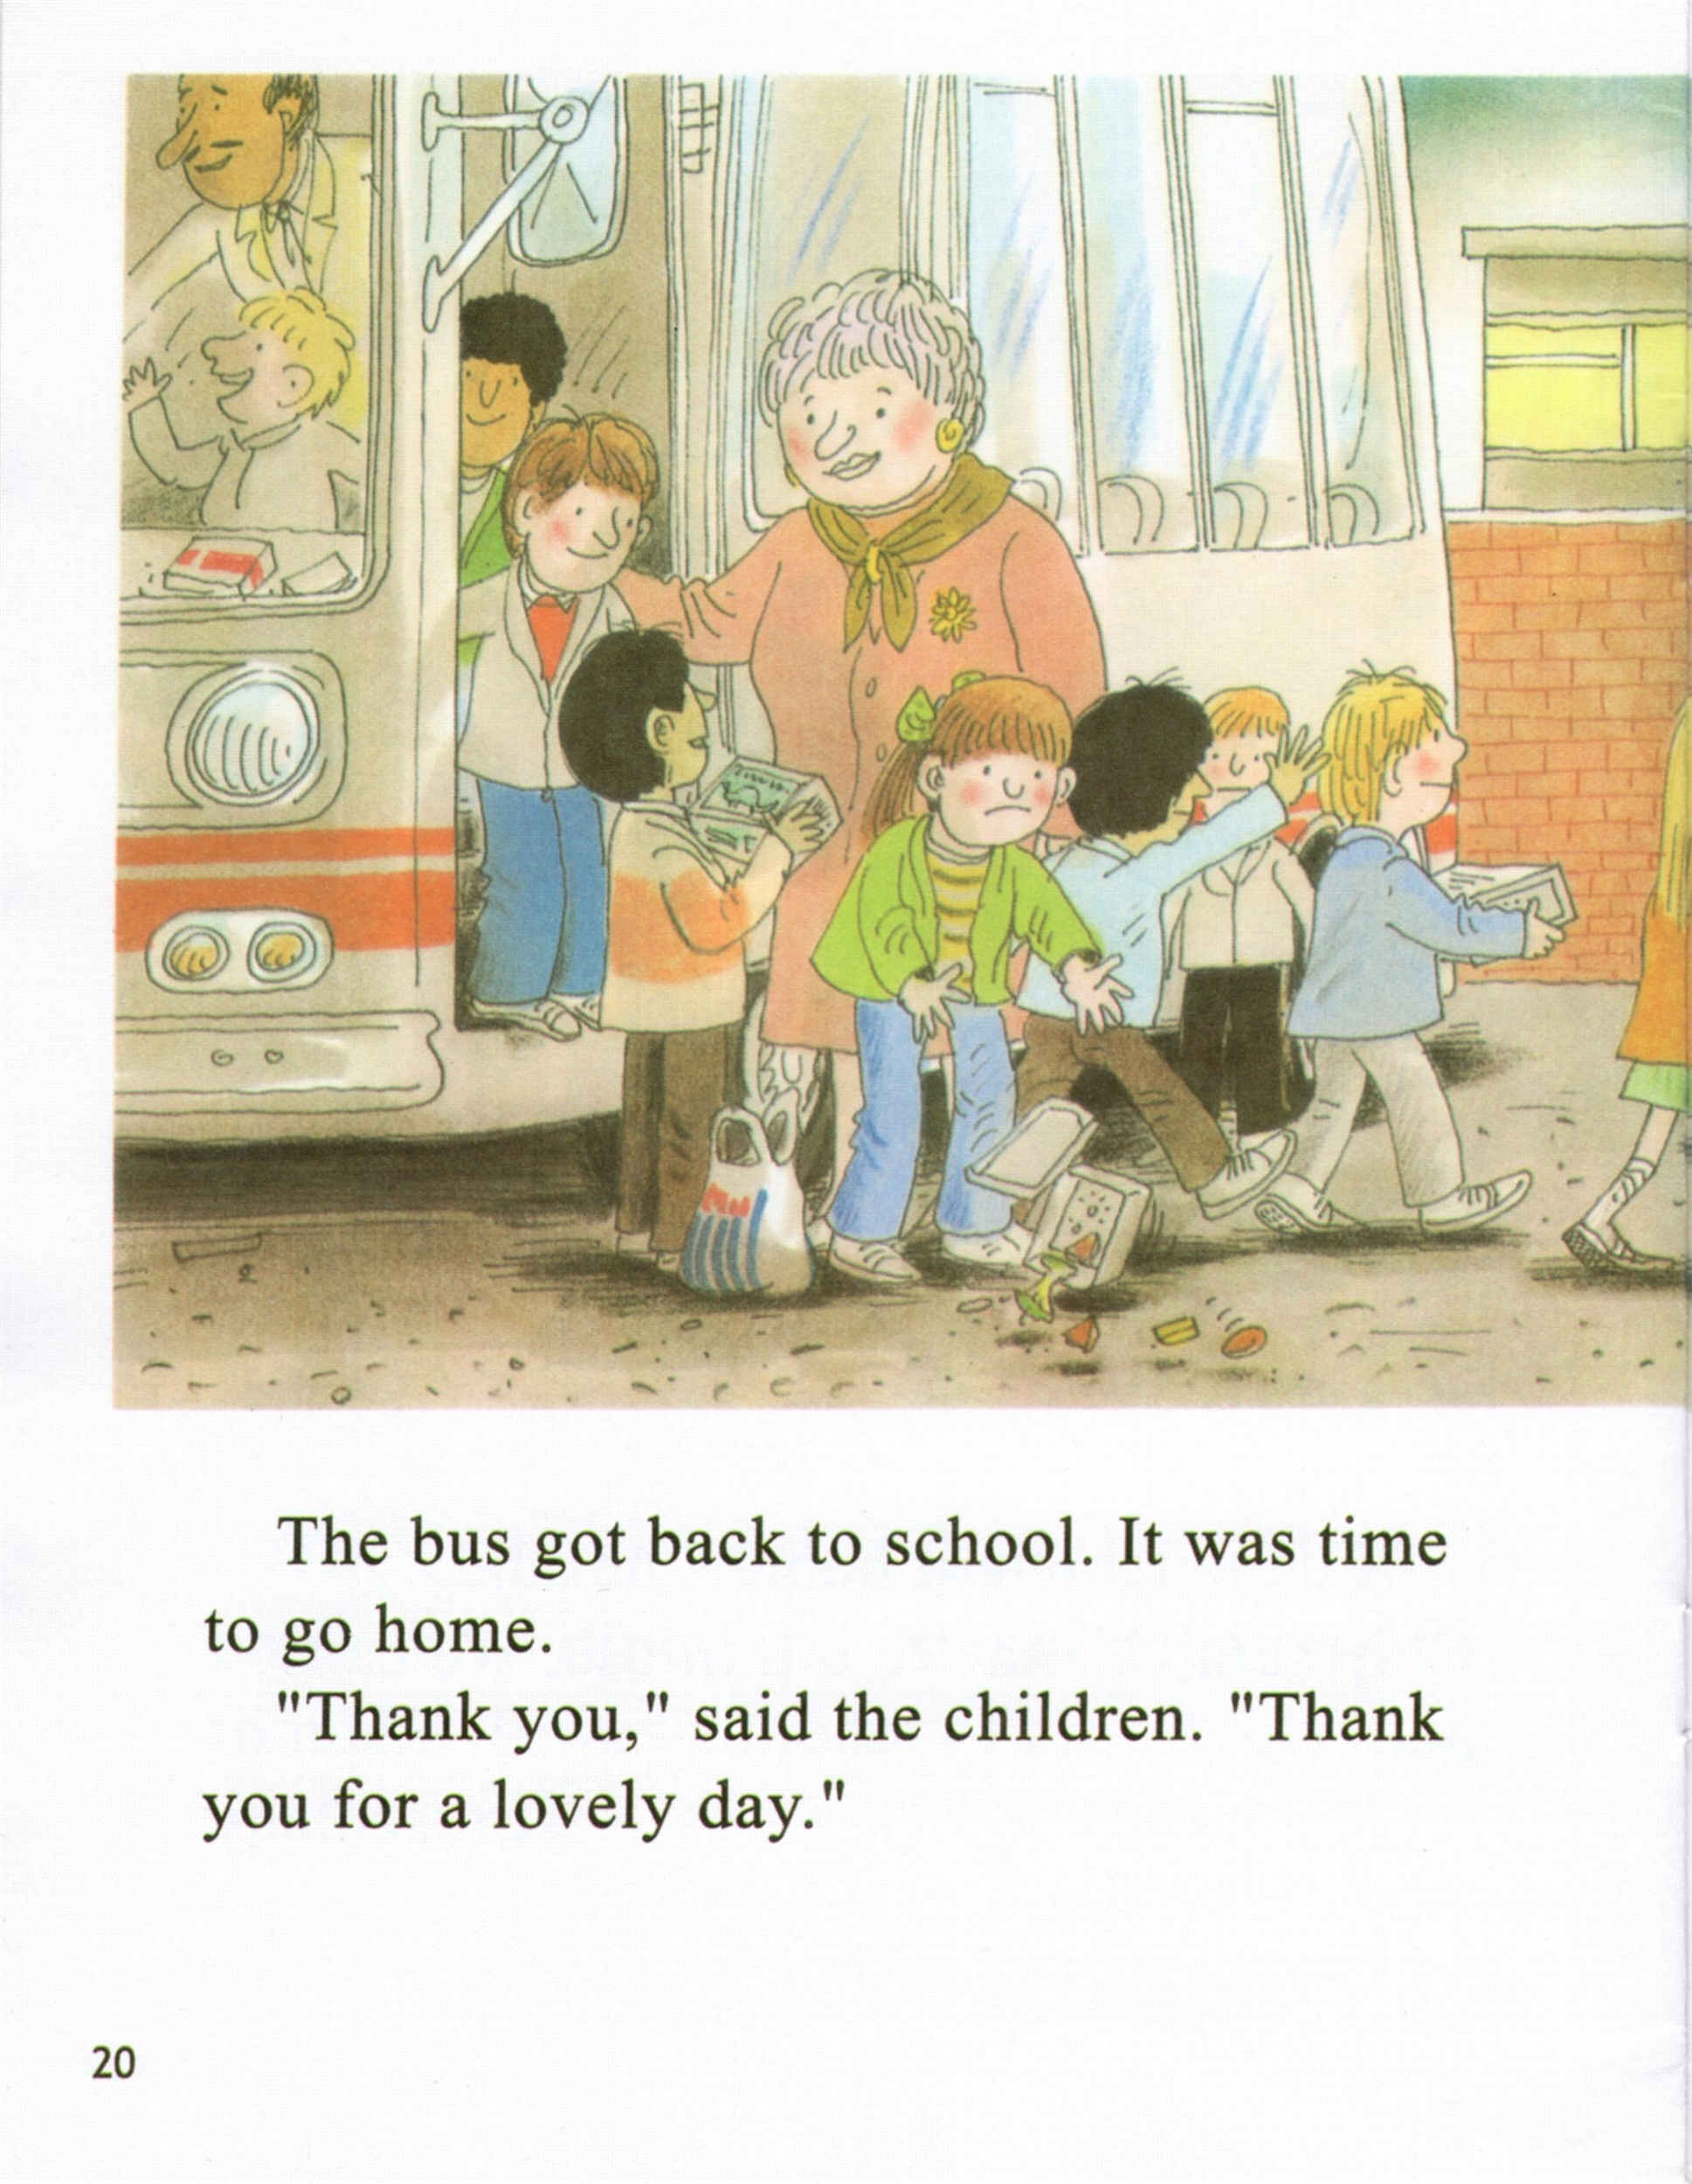 The bus got back to school. It was time
to go home.
"Thank you," said the children. "Thank
you for a lovely day."
20